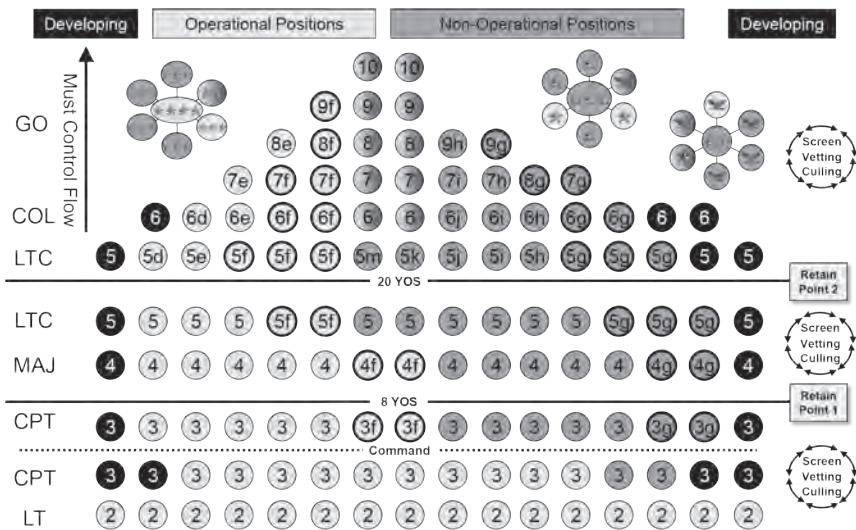 Developing Operational Positions Non-Operational Positions Developing
Must Control Flow
10 10
9f 9 9
GO 8e 8f 8 8 9h 9g
Screen
Vetting
Culling
7e 7f 7f 7 7 7i 7h 8g 7g
COL 6 6d 6e 6f 6f 6 6 6j 6i 6h 6g 6g 6 6
LTC 5 5d 5e 5f 5f 5f 5m 5k 5j 5i 5h 5g 5g 5g 5 5
20 YOS
Retain
Point 2
LTC 5 5 5 5 5f 5f 5 5 5 5 5 5 5g 5g 5g 5
Screen
Vetting
Culling
MAJ 4 4 4 4 4 4 4f 4f 4 4 4 4 4 4g 4g 4
8 YOS
Retain
Point 1
CPT 3 3 3 3 3 3 3f 3f 3 3 3 3 3 3g 3g 3
Command
CPT 3 3 3 3 3 3 3 3 3 3 3 3 3 3 3 3
Screen
Vetting
Culling
LT 2 2 2 2 2 2 2 2 2 2 2 2 2 2 2 2